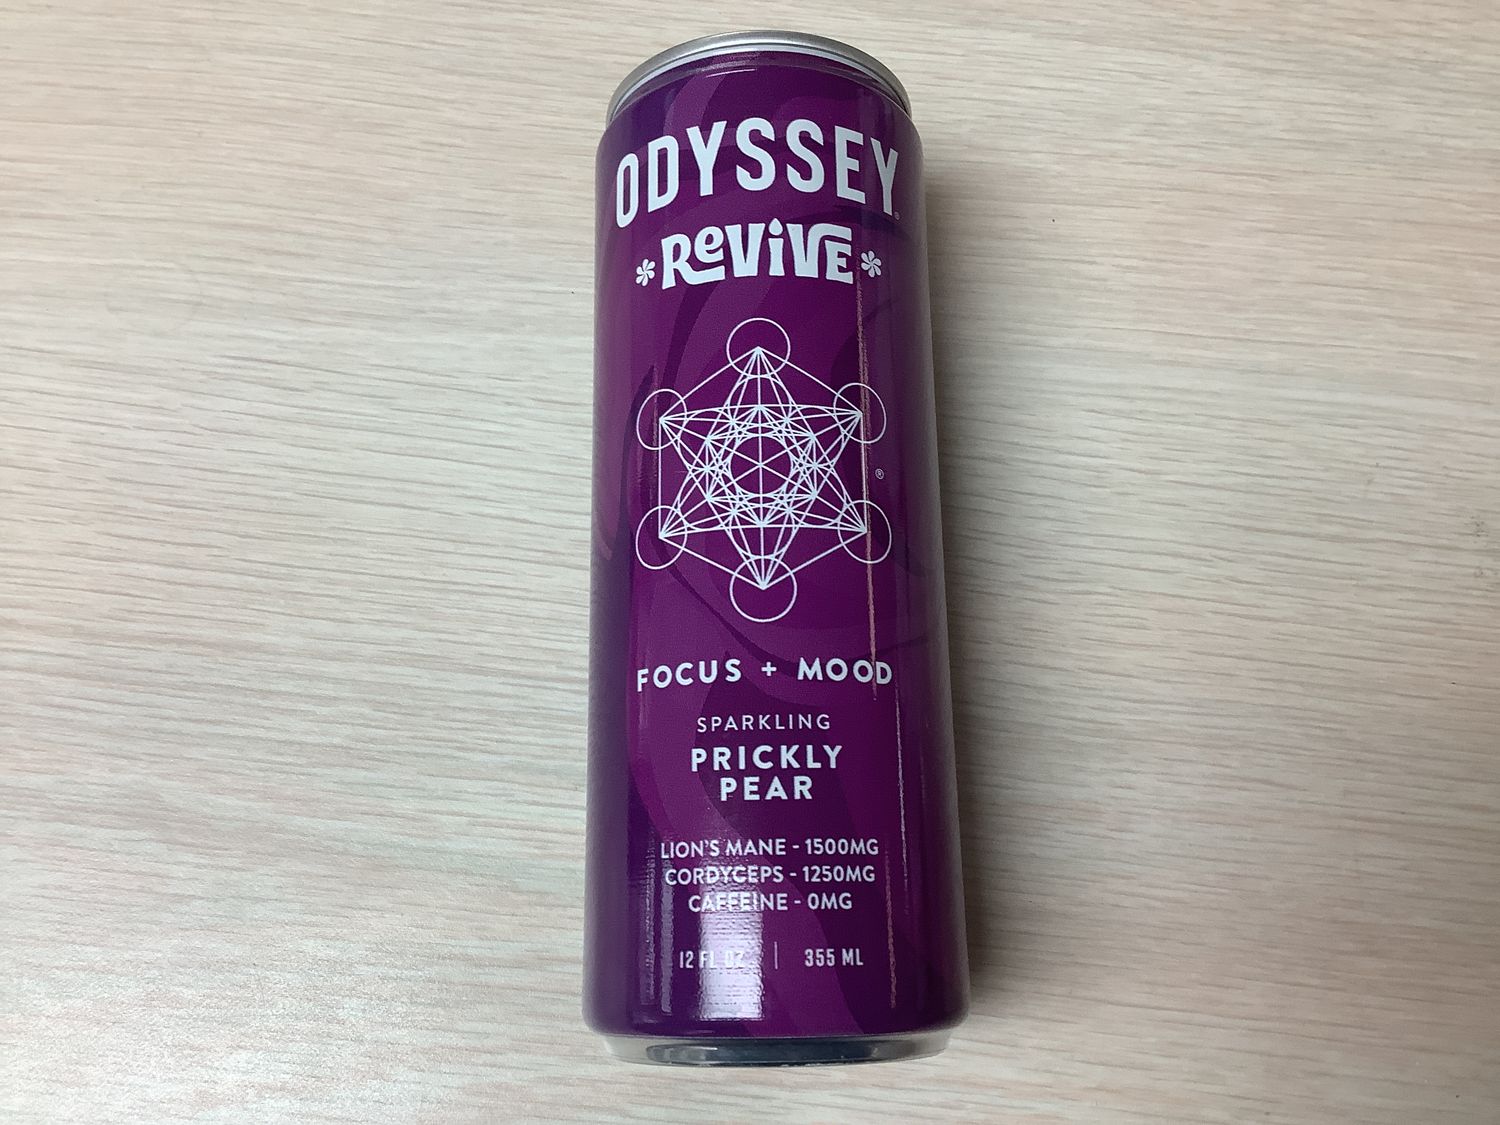 ODYSSEY®
ReViVE
®
FOCUS + MOOD
SPARKLING
PRICKLY
PEAR
LION'S MANE - 1500MG
CORDYCEPS - 1250MG
CAFFEINE - 0MG
12 FL OZ | 355 ML